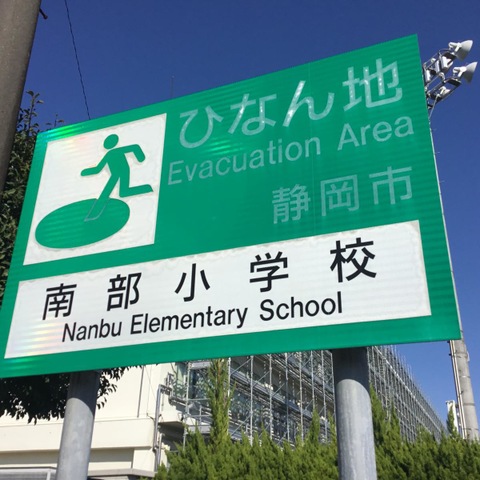 ひなん地
Evacuation Area
静岡市
南部小学校
Nanbu Elementary School